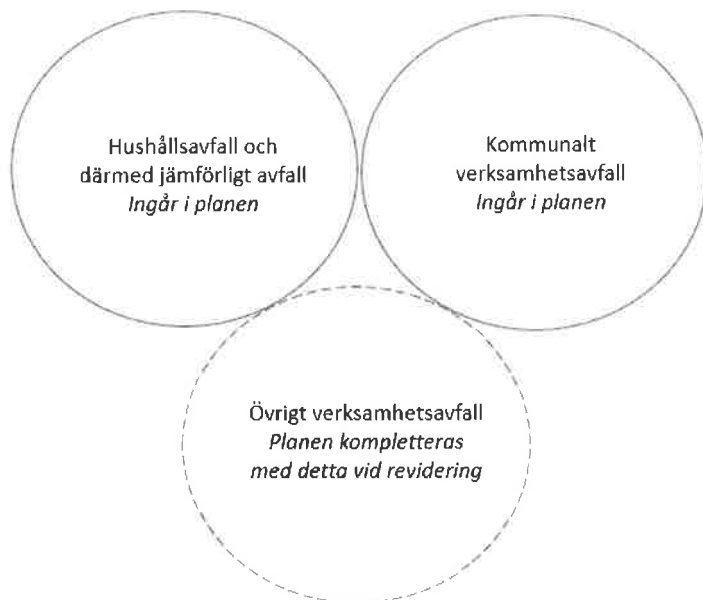 Hushållsavfall och
därmed jämförligt avfall
Ingår i planen
Kommunalt
verksamhetsavfall
Ingår i planen
Övrigt verksamhetsavfall
Planen kompletteras
med detta vid revidering